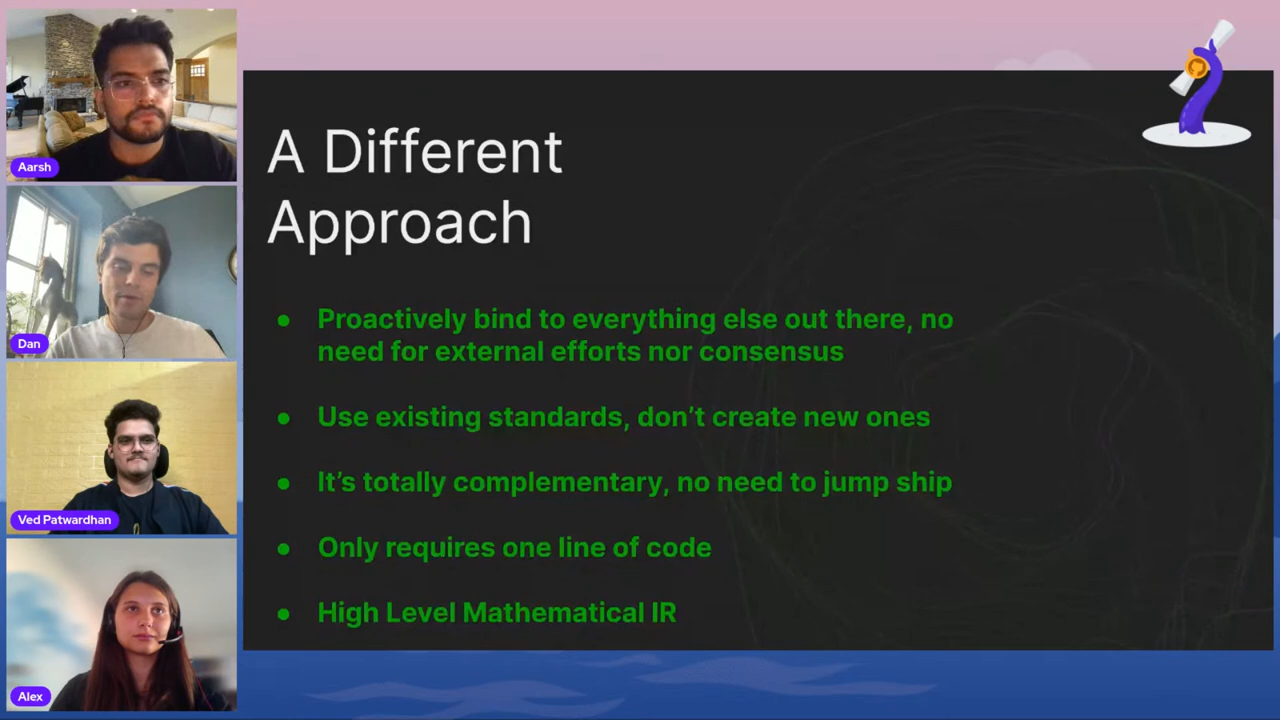 Aarsh
Dan
Ved Patwardhan
Alex
A Different
Approach
● Proactively bind to everything else out there, no
need for external efforts nor consensus
● Use existing standards, don’t create new ones
● It’s totally complementary, no need to jump ship
● Only requires one line of code
● High Level Mathematical IR